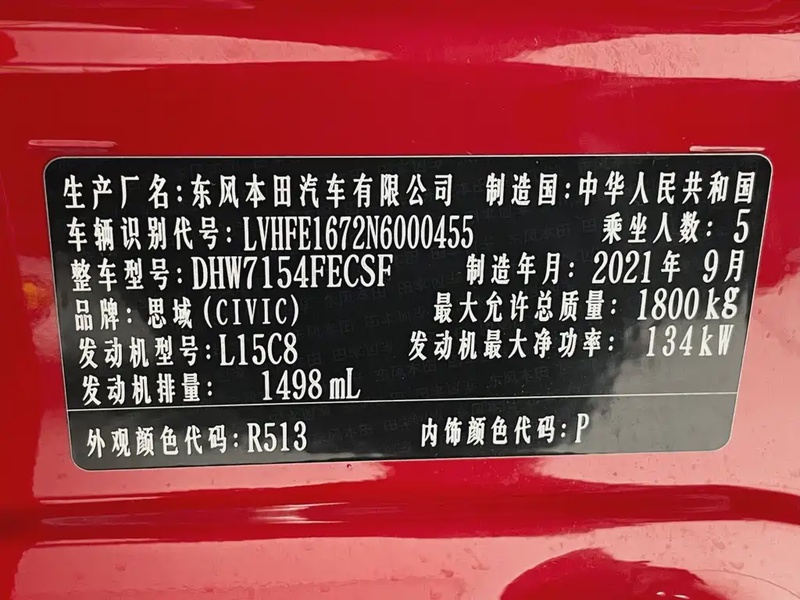 生产厂名:东风本田汽车有限公司 制造国:中华人民共和国
车辆识别代号:LVHFE1672N6000455 乘坐人数:5
整车型号:DHW7154FECSF 制造年月:2021年 9月
品牌:思域(CIVIC) 最大允许总质量:1800kg
发动机型号:L15C8 发动机最大净功率:134kW
发动机排量: 1498mL
外观颜色代码:R513 内饰颜色代码:P